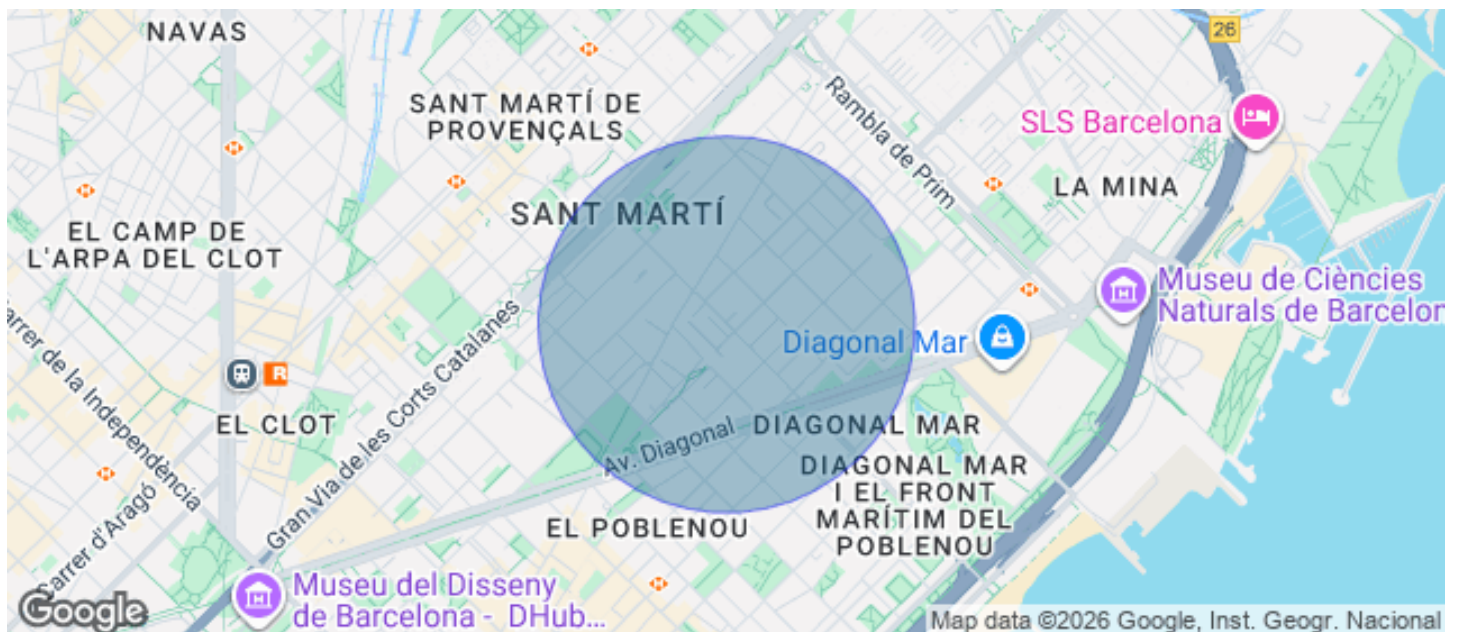 NAVAS
26
SANT MARTÍ DE
PROVENÇALS
Rambla de Prim
SLS Barcelona
LA MINA
SANT MARTÍ
EL CAMP DE
L'ARPA DEL CLOT
Museu de Ciències
Naturals de Barcelon
Diagonal Mar
Carrer de la Independència
R
EL CLOT
Gran Via de les Corts Catalanes
Av. Diagonal
DIAGONAL MAR
DIAGONAL MAR
I EL FRONT
MARÍTIM DEL
POBLENOU
EL POBLENOU
Carrer d'Aragó
Museu del Disseny
de Barcelona - DHub...
Google
Map data ©2026 Google, Inst. Geogr. Nacional